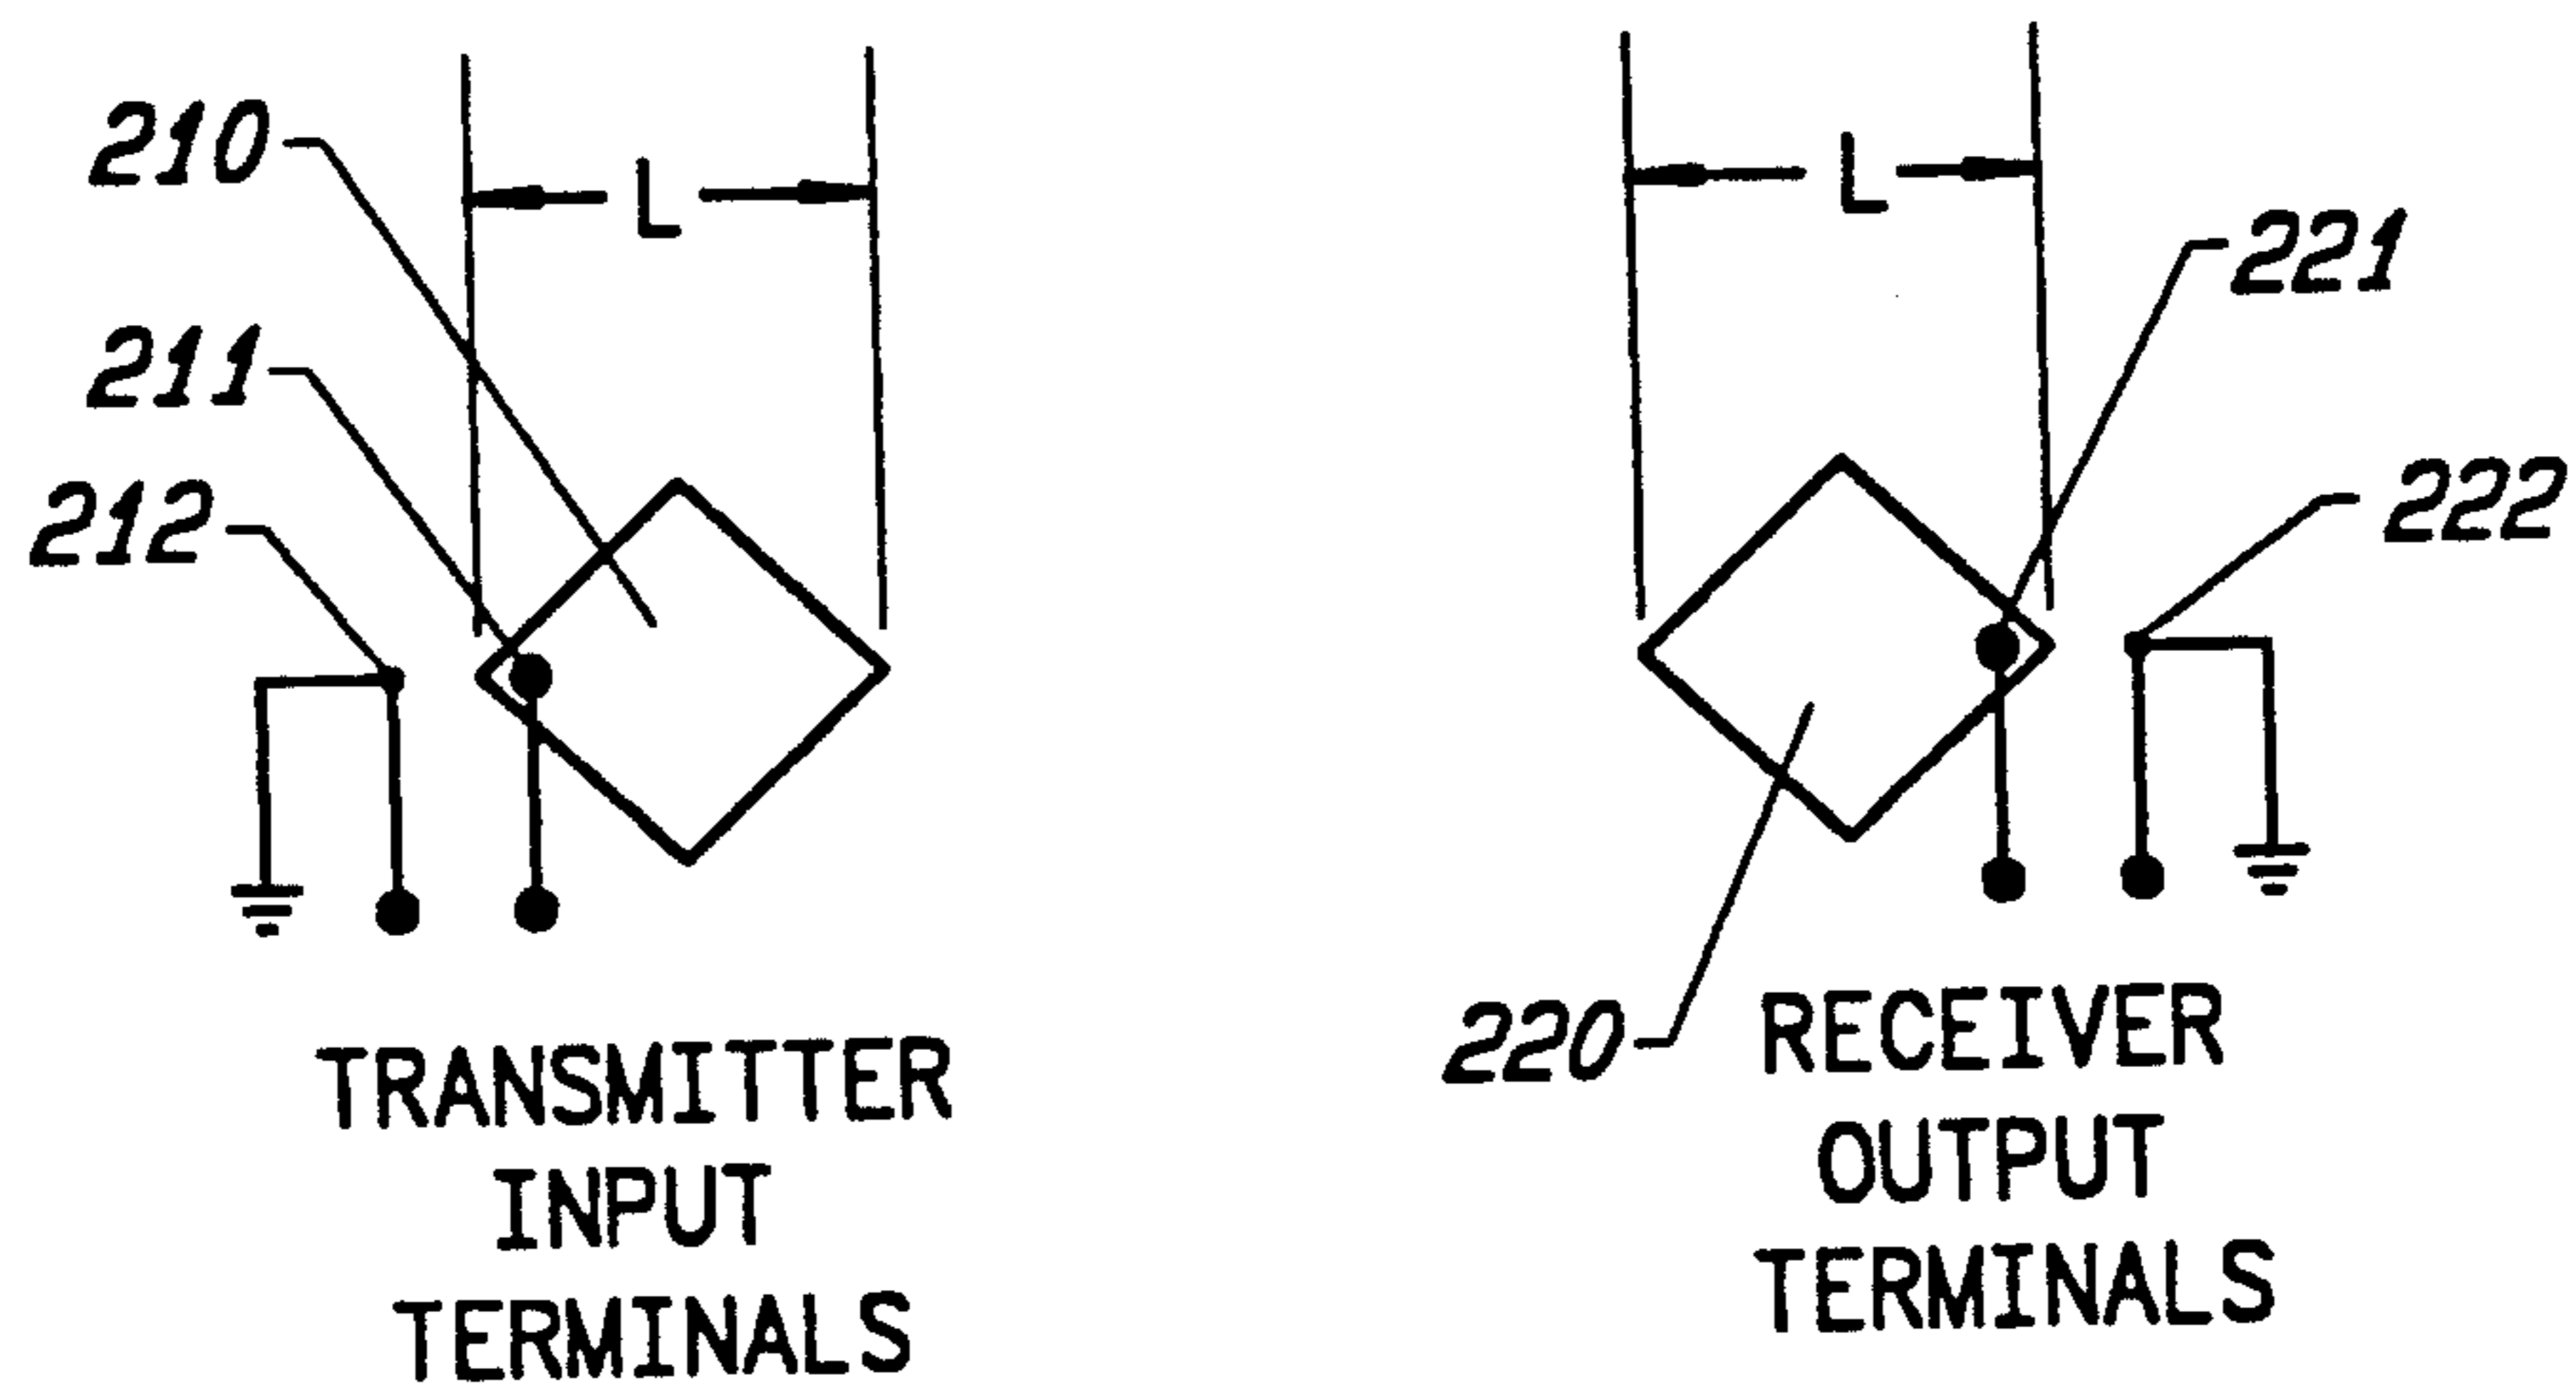 210
L
211
212
TRANSMITTER
INPUT
TERMINALS
L
221
222
220
RECEIVER
OUTPUT
TERMINALS